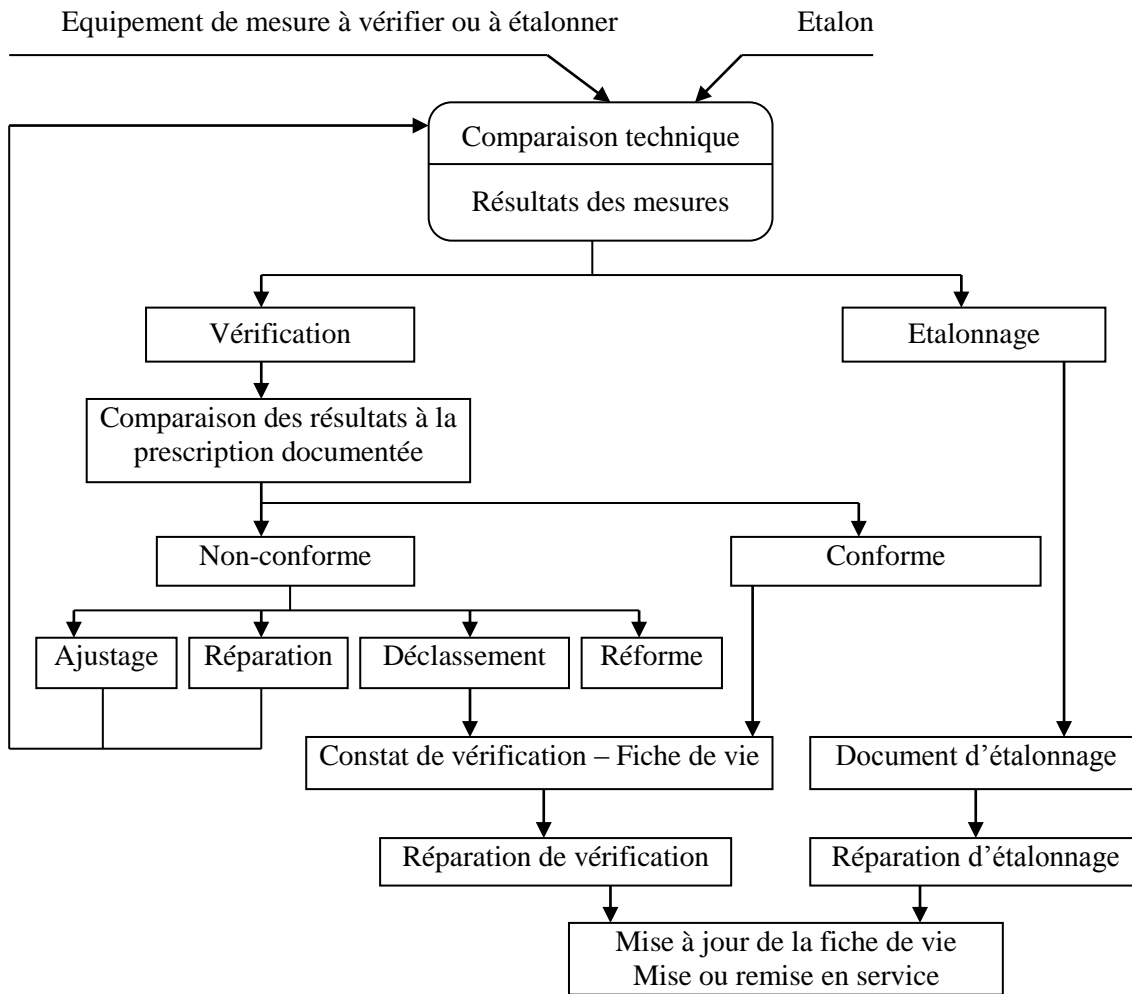 Equipement de mesure à vérifier ou à étalonner
Etalon
Comparaison technique
Résultats des mesures
Vérification
Etalonnage
Comparaison des résultats à la
prescription documentée
Non-conforme
Conforme
Ajustage
Réparation
Déclassement
Réforme
Constat de vérification – Fiche de vie
Document d’étalonnage
Réparation de vérification
Réparation d’étalonnage
Mise à jour de la fiche de vie
Mise ou remise en service